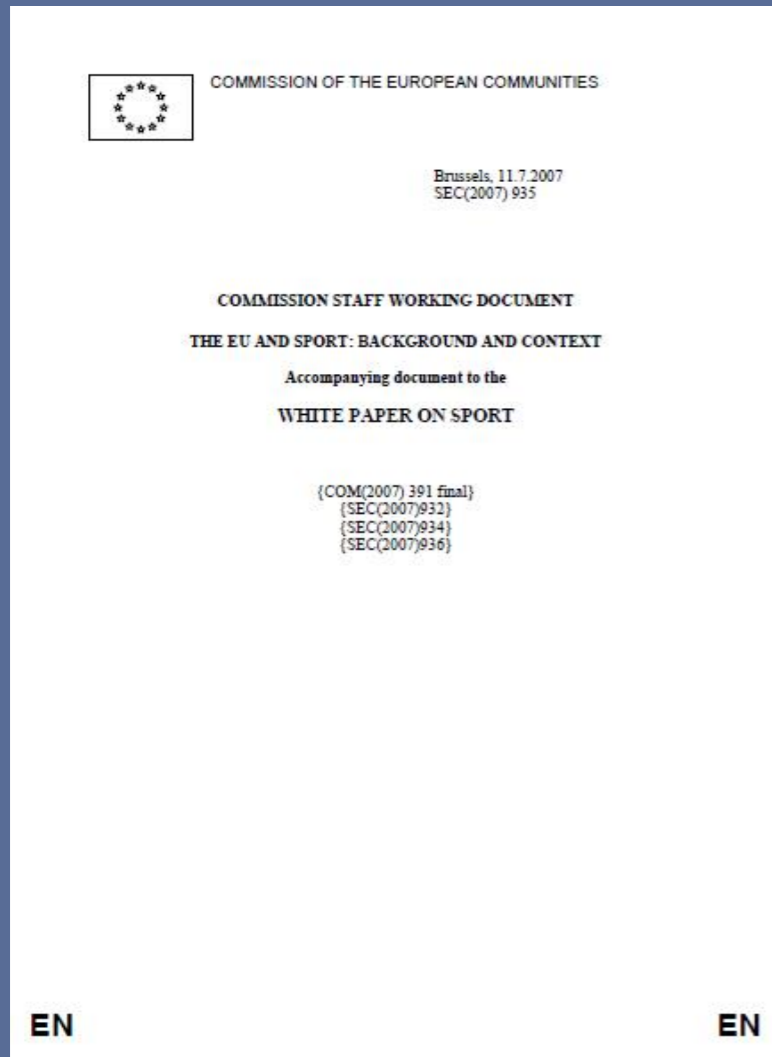 COMMISSION OF THE EUROPEAN COMMUNITIES
Brussels, 11.7.2007
SEC(2007) 935
COMMISSION STAFF WORKING DOCUMENT
THE EU AND SPORT: BACKGROUND AND CONTEXT
Accompanying document to the
WHITE PAPER ON SPORT
{COM(2007) 391 final}
{SEC(2007)932}
{SEC(2007)934}
{SEC(2007)936}
EN EN